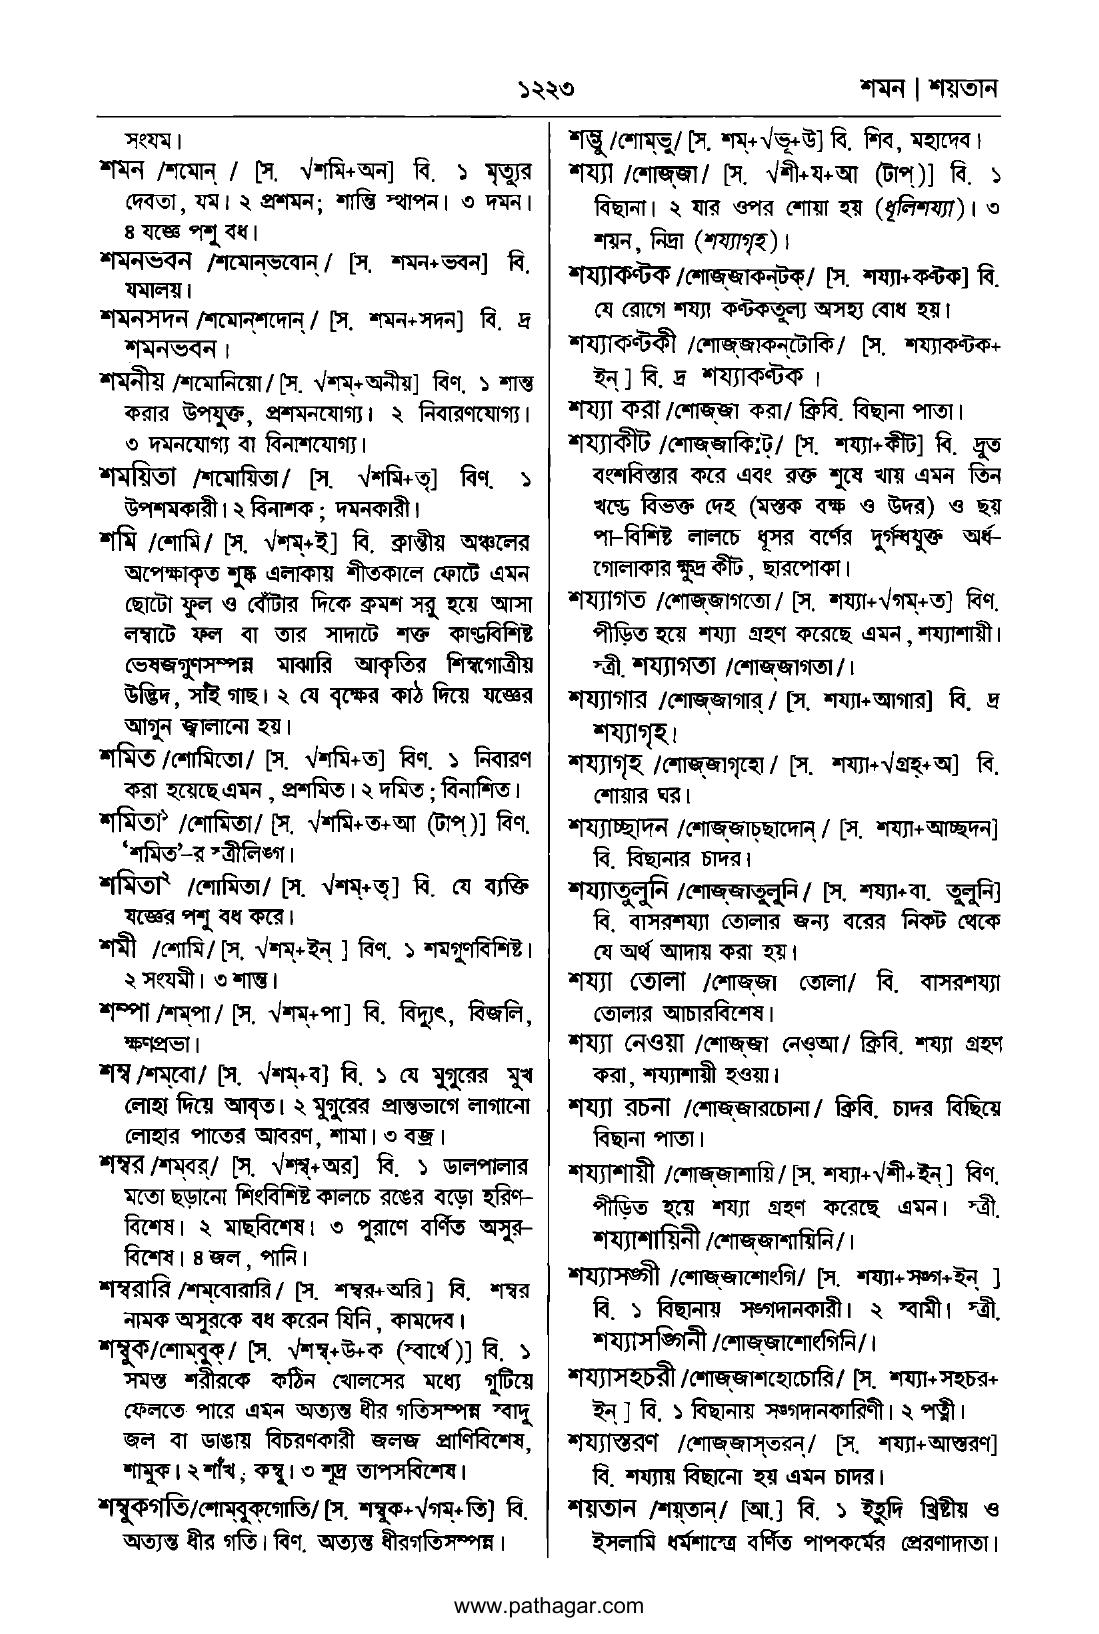 ১২২৩
শমন | শয়তান
সংযম।
শমন /শমোন্ / [স. √শমি+অন] বি. ১ মৃত্যুর
দেবতা, যম। ২ প্রশমন; শান্তি স্থাপন। ৩ দমন।
৪ যজ্ঞে পশু বধ।
শমনভবন /শমোন্‌ভবোন্/ [স. শমন+ভবন] বি.
যমালয়।
শমনসদন /শমোন্‌শদোন্/ [স. শমন+সদন] বি. দ্র
শমনভবন।
শমনীয় /শমোনিয়ো/ [স. √শম্+অনীয়] বিণ. ১ শান্ত
করার উপযুক্ত, প্রশমনযোগ্য। ২ নিবারণযোগ্য।
৩ দমনযোগ্য বা বিনাশযোগ্য।
শময়িতা /শমোয়িতা/ [স. √শমি+তৃ] বিণ. ১
উপশমকারী। ২ বিনাশক; দমনকারী।
শমি /শোমি/ [স. √শম্+ই] বি. ক্রান্তীয় অঞ্চলের
অপেক্ষাকৃত শুষ্ক এলাকায় শীতকালে ফোটে এমন
ছোটো ফুল ও বোঁটার দিকে ক্রমশ সরু হয়ে আসা
লম্বাটে ফল বা তার সাদাটে শক্ত কাণ্ডবিশিষ্ট
ভেষজগুণসম্পন্ন মাঝারি আকৃতির শিম্বগোত্রীয়
উদ্ভিদ, সাঁই গাছ। ২ যে বৃক্ষের কাঠ দিয়ে যজ্ঞের
আগুন জ্বালানো হয়।
শমিত /শোমিতো/ [স. √শমি+ত] বিণ. ১ নিবারণ
করা হয়েছে এমন, প্রশমিত। ২ দমিত; বিনাশিত।
শমিতা১ /শোমিতা/ [স. √শমি+ত+আ (টাপ্)] বিণ.
‘শমিত’-র স্ত্রীলিঙ্গ।
শমিতা২ /শোমিতা/ [স. √শম্+তৃ] বি. যে ব্যক্তি
যজ্ঞের পশু বধ করে।
শমী /শোমি/ [স. √শম্+ইন্ ] বিণ. ১ শমগুণবিশিষ্ট।
২ সংযমী। ৩ শান্ত।
শম্পা /শম্‌পা/ [স. √শম্+পা] বি. বিদ্যুৎ, বিজলি,
ক্ষণপ্রভা।
শম্ব /শম্‌বো/ [স. √শম্+ব] বি. ১ যে মুগুরের মুখ
লোহা দিয়ে আবৃত। ২ মুগুরের প্রান্তভাগে লাগানো
লোহার পাতের আবরণ, শামা। ৩ বজ্র।
শম্বর /শম্‌বর্/ [স. √শম্ব্+অর] বি. ১ ডালপালার
মতো ছড়ানো শিংবিশিষ্ট কালচে রঙের বড়ো হরিণ-
বিশেষ। ২ মাছবিশেষ। ৩ পুরাণে বর্ণিত অসুর-
বিশেষ। ৪ জল, পানি।
শম্বরারি /শম্‌বোরারি/ [স. শম্বর+অরি] বি. শম্বর
নামক অসুরকে বধ করেন যিনি, কামদেব।
শম্বুক/শোম্‌বুক্/ [স. √শম্ব্+উ+ক (স্বার্থে)] বি. ১
সমস্ত শরীরকে কঠিন খোলসের মধ্যে গুটিয়ে
ফেলতে পারে এমন অত্যন্ত ধীর গতিসম্পন্ন স্বাদু
জল বা ডাঙায় বিচরণকারী জলজ প্রাণিবিশেষ,
শামুক। ২ শাঁখ; কম্বু। ৩ শূদ্র তাপসবিশেষ।
শম্বুকগতি/শোম্‌বুক্‌গোতি/ [স. শম্বুক+√গম্+তি] বি.
অত্যন্ত ধীর গতি। বিণ. অত্যন্ত ধীরগতিসম্পন্ন।
শম্ভু /শোম্‌ভু/ [স. শম্+√ভূ+উ] বি. শিব, মহাদেব।
শয্যা /শোজ্‌জা/ [স. √শী+য+আ (টাপ্)] বি. ১
বিছানা। ২ যার ওপর শোয়া হয় (ধূলিশয্যা)। ৩
শয়ন, নিদ্রা (শয্যাগৃহ)।
শয্যাকণ্টক /শোজ্‌জাকন্‌টক্/ [স. শয্যা+কণ্টক] বি.
যে রোগে শয্যা কণ্টকতুল্য অসহ্য বোধ হয়।
শয্যাকণ্টকী /শোজ্‌জাকন্‌টোকি/ [স. শয্যাকণ্টক+
ইন্ ] বি. দ্র শয্যাকণ্টক ।
শয্যা করা /শোজ্‌জা করা/ ক্রিবি. বিছানা পাতা।
শয্যাকীট /শোজ্‌জাকিট্/ [স. শয্যা+কীট] বি. দ্রুত
বংশবিস্তার করে এবং রক্ত শুষে খায় এমন তিন
খণ্ডে বিভক্ত দেহ (মস্তক বক্ষ ও উদর) ও ছয়
পা-বিশিষ্ট লালচে ধূসর বর্ণের দুর্গন্ধযুক্ত অর্ধ-
গোলাকার ক্ষুদ্র কীট, ছারপোকা।
শয্যাগত /শোজ্‌জাগতো/ [স. শয্যা+√গম্+ত] বিণ.
পীড়িত হয়ে শয্যা গ্রহণ করেছে এমন, শয্যাশায়ী।
স্ত্রী. শয্যাগতা /শোজ্‌জাগতা/।
শয্যাগার /শোজ্‌জাগার্/ [স. শয্যা+আগার] বি. দ্র
শয্যাগৃহ।
শয্যাগৃহ /শোজ্‌জাগৃহো/ [স. শয্যা+√গ্রহ্+অ] বি.
শোয়ার ঘর।
শয্যাচ্ছাদন /শোজ্‌জাচ্‌ছাদোন্/ [স. শয্যা+আচ্ছদন]
বি. বিছানার চাদর।
শয্যাতুলুনি /শোজ্‌জাতুলুনি/ [স. শয্যা+বা. তুলুনি]
বি. বাসরশয্যা তোলার জন্য বরের নিকট থেকে
যে অর্থ আদায় করা হয়।
শয্যা তোলা /শোজ্‌জা তোলা/ বি. বাসরশয্যা
তোলার আচারবিশেষ।
শয্যা নেওয়া /শোজ্‌জা নেওআ/ ক্রিবি. শয্যা গ্রহণ
করা, শয্যাশায়ী হওয়া।
শয্যা রচনা /শোজ্‌জারচোনা/ ক্রিবি. চাদর বিছিয়ে
বিছানা পাতা।
শয্যাশায়ী /শোজ্‌জাশায়ি/ [স. শয্যা+√শী+ইন্ ] বিণ.
পীড়িত হয়ে শয্যা গ্রহণ করেছে এমন। স্ত্রী.
শয্যাশায়িনী /শোজ্‌জাশায়িনি/।
শয্যাসঙ্গী /শোজ্‌জাশোংগি/ [স. শয্যা+সঙ্গ+ইন্ ]
বি. ১ বিছানায় সঙ্গদানকারী। ২ স্বামী। স্ত্রী.
শয্যাসঙ্গিনী /শোজ্‌জাশোংগিনি/।
শয্যাসহচরী /শোজ্‌জাশহোচোরি/ [স. শয্যা+সহচর+
ইন্ ] বি. ১ বিছানায় সঙ্গদানকারিণী। ২ পত্নী।
শয্যাস্তরণ /শোজ্‌জাস্‌তরন্/ [স. শয্যা+আস্তরণ]
বি. শয্যায় বিছানো হয় এমন চাদর।
শয়তান /শয়্‌তান্/ [আ.] বি. ১ ইহুদি খ্রিষ্টীয় ও
ইসলামি ধর্মশাস্ত্রে বর্ণিত পাপকর্মের প্রেরণাদাতা।
www.pathagar.com